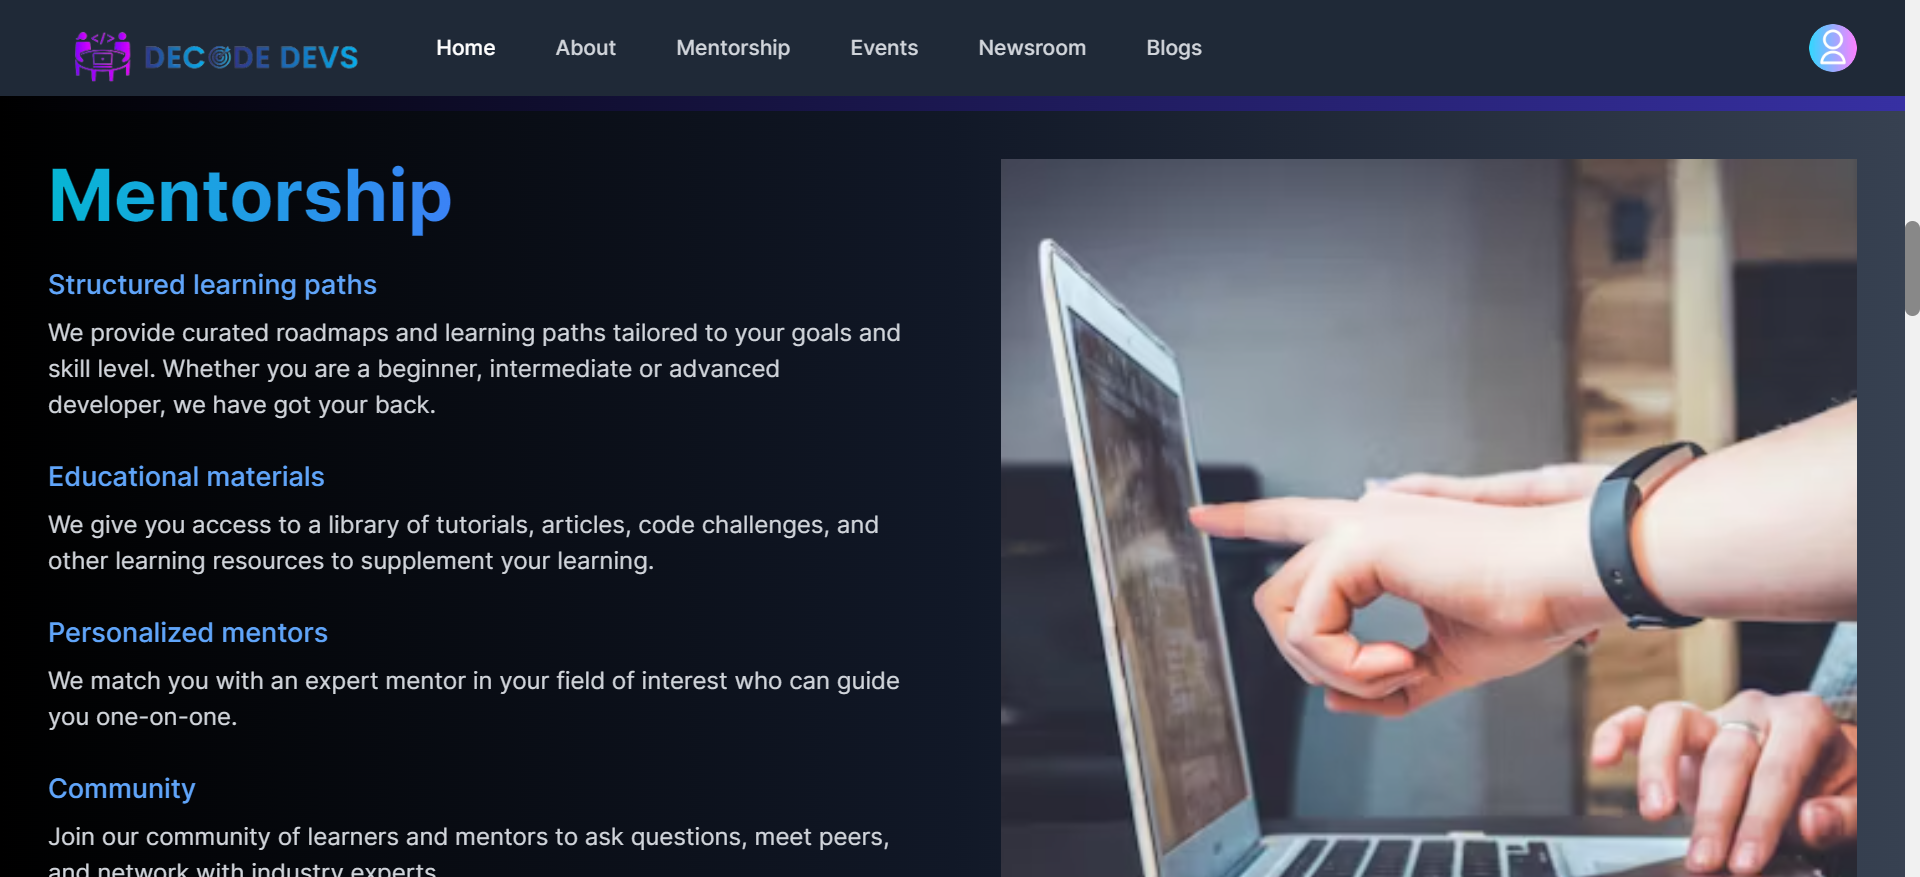 DECODE DEVS
Home
About
Mentorship
Events
Newsroom
Blogs
Mentorship
Structured learning paths
We provide curated roadmaps and learning paths tailored to your goals and
skill level. Whether you are a beginner, intermediate or advanced
developer, we have got your back.
Educational materials
We give you access to a library of tutorials, articles, code challenges, and
other learning resources to supplement your learning.
Personalized mentors
We match you with an expert mentor in your field of interest who can guide
you one-on-one.
Community
Join our community of learners and mentors to ask questions, meet peers,
and network with industry experts.